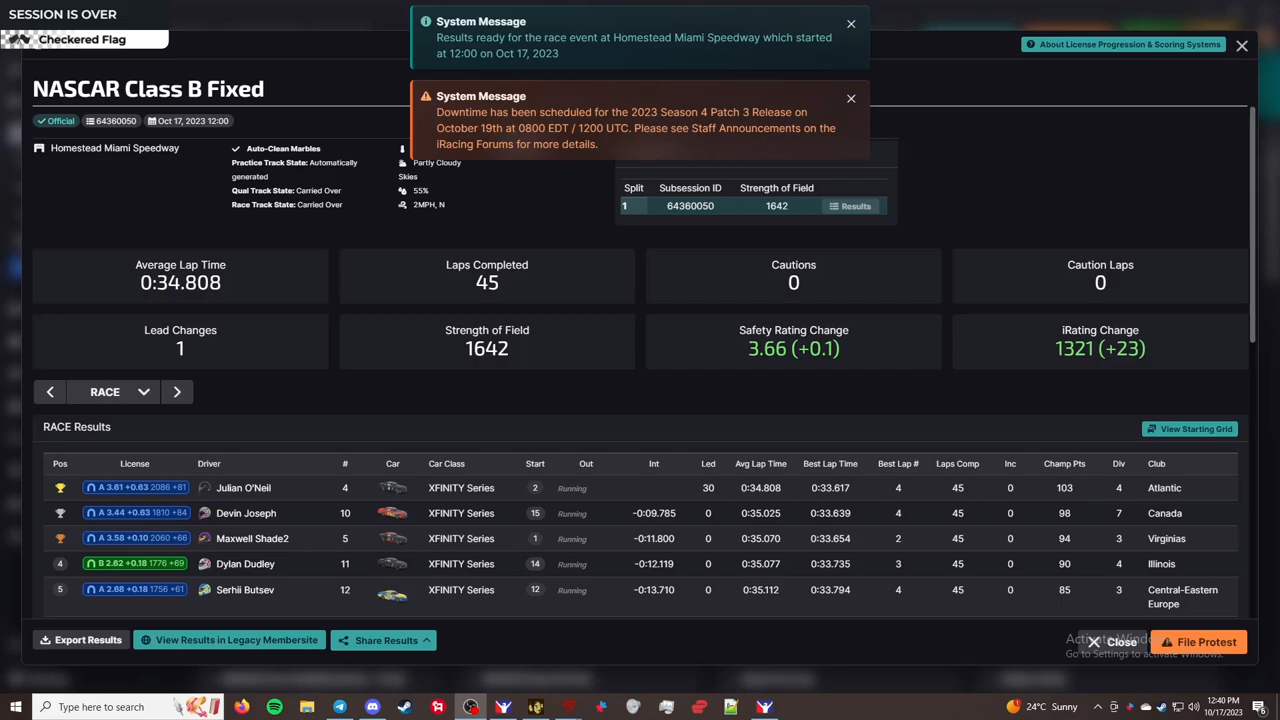 SESSION IS OVER
Checkered Flag
System Message
Results ready for the race event at Homestead Miami Speedway which started
at 12:00 on Oct 17, 2023
System Message
Downtime has been scheduled for the 2023 Season 4 Patch 3 Release on
October 19th at 0800 EDT / 1200 UTC. Please see Staff Announcements on the
iRacing Forums for more details.
About License Progression & Scoring Systems
NASCAR Class B Fixed
Official 64360050 Oct 17, 2023 12:00
Homestead Miami Speedway
Auto-Clean Marbles
Practice Track State: Automatically
generated
Qual Track State: Carried Over
Race Track State: Carried Over
Partly Cloudy
Skies
55%
2MPH, N
Split Subsession ID Strength of Field
1 64360050 1642 Results
Average Lap Time Laps Completed Cautions Caution Laps
0:34.808 45 0 0
Lead Changes Strength of Field Safety Rating Change iRating Change
1 1642 3.66 (+0.1) 1321 (+23)
RACE
RACE Results View Starting Grid
Pos License Driver # Car Car Class Start Out Int Led Avg Lap Time Best Lap Time Best Lap # Laps Comp Inc Champ Pts Div Club
A 3.61 +0.63 2086 +81 Julian O'Neil 4 XFINITY Series 2 Running 30 0:34.808 0:33.617 4 45 0 103 4 Atlantic
A 3.44 +0.63 1810 +84 Devin Joseph 10 XFINITY Series 15 Running -0:09.785 0 0:35.025 0:33.639 4 45 0 98 7 Canada
A 3.58 +0.10 2060 +66 Maxwell Shade2 5 XFINITY Series 1 Running -0:11.800 0 0:35.070 0:33.654 2 45 0 94 3 Virginias
4 B 2.62 +0.18 1776 +69 Dylan Dudley 11 XFINITY Series 14 Running -0:12.119 0 0:35.077 0:33.735 3 45 0 90 4 Illinois
5 A 2.68 +0.18 1756 +61 Serhii Butsev 12 XFINITY Series 12 Running -0:13.710 0 0:35.112 0:33.794 4 45 0 85 3 Central-Eastern
Europe
Export Results View Results in Legacy Membersite Share Results Close File Protest
Go to Settings to activate Windows.
Type here to search 24°C Sunny 12:40 PM
10/17/2023